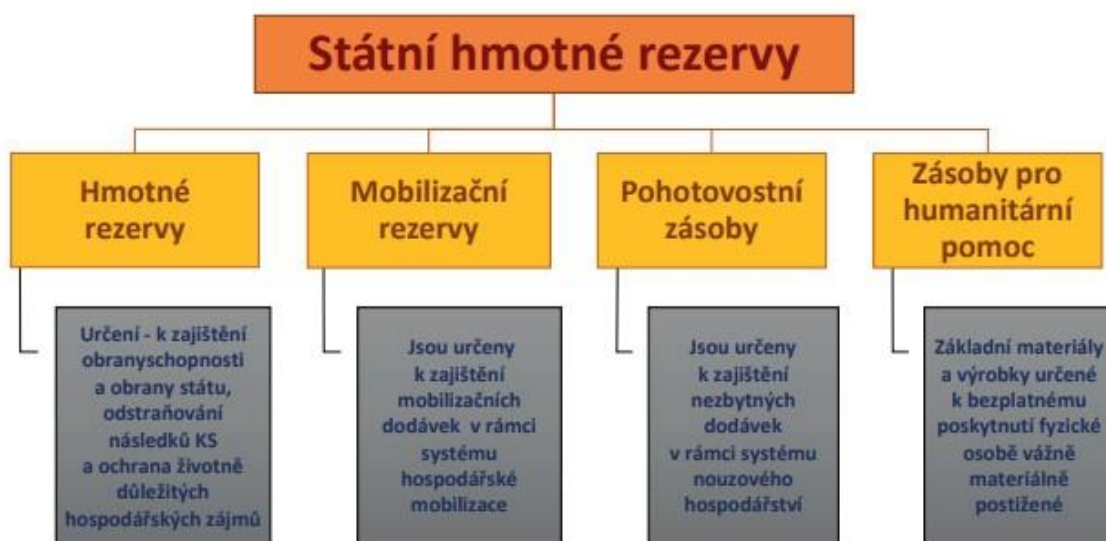 Státní hmotné rezervy
Hmotné
rezervy
Mobilizační
rezervy
Pohotovostní
zásoby
Zásoby pro
humanitární
pomoc
Určení - k zajištění
obranyschopnosti
a obrany státu,
odstraňování
následků KS
a ochrana životně
důležitých
hospodářských zájmů
Jsou určeny
k zajištění
mobilizačních
dodávek v rámci
systému
hospodářské
mobilizace
Jsou určeny
k zajištění
nezbytných
dodávek
v rámci systému
nouzového
hospodářství
Základní materiály
a výrobky určené
k bezplatnému
poskytnutí fyzické
osobě vážně
materiálně
postižené